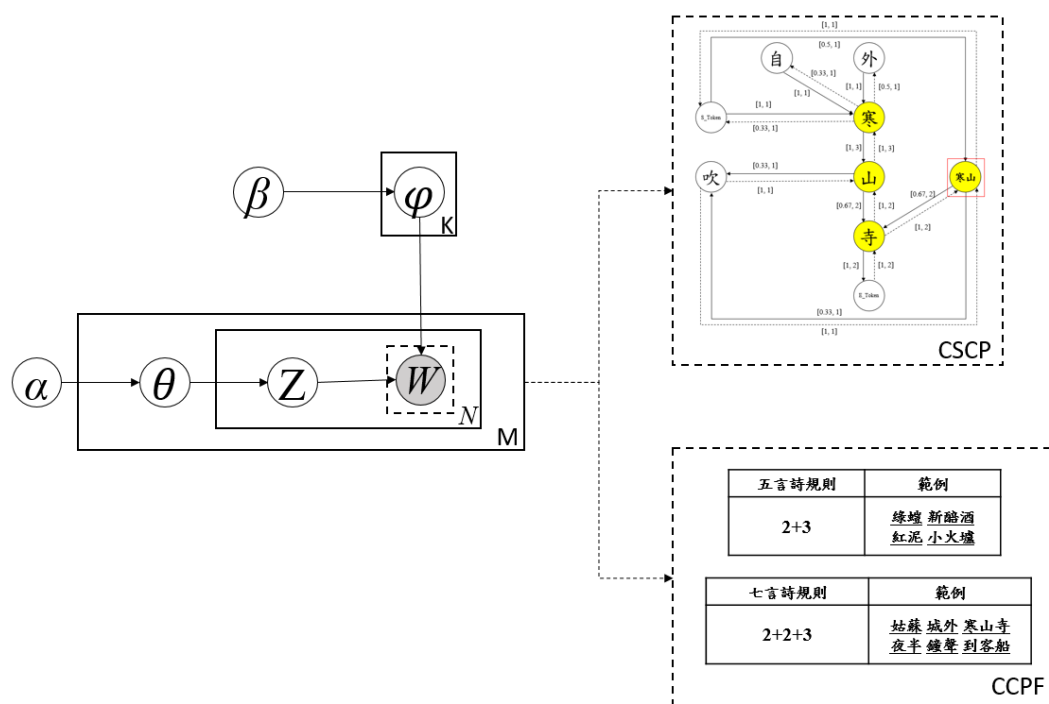 β
φ
K
α
θ
Z
W
N
M
[1, 1]
[0.5, 1]
自
外
[0.33, 1]
[1, 1]
[1, 1]
[0.5, 1]
S_Token
[1, 1]
寒
[0.33, 1]
[1, 3]
[1, 3]
吹
[0.33, 1]
[1, 1]
山
寒山
[0.67, 2]
[1, 2]
[0.67, 2]
[1, 2]
寺
[1, 2]
[1, 2]
E_Token
[0.33, 1]
[1, 1]
CSCP
五言詩規則 範例
2+3
綠螘 新醅酒
紅泥 小火壚
七言詩規則 範例
2+2+3
姑蘇 城外 寒山寺
夜半 鐘聲 到客船
CCPF